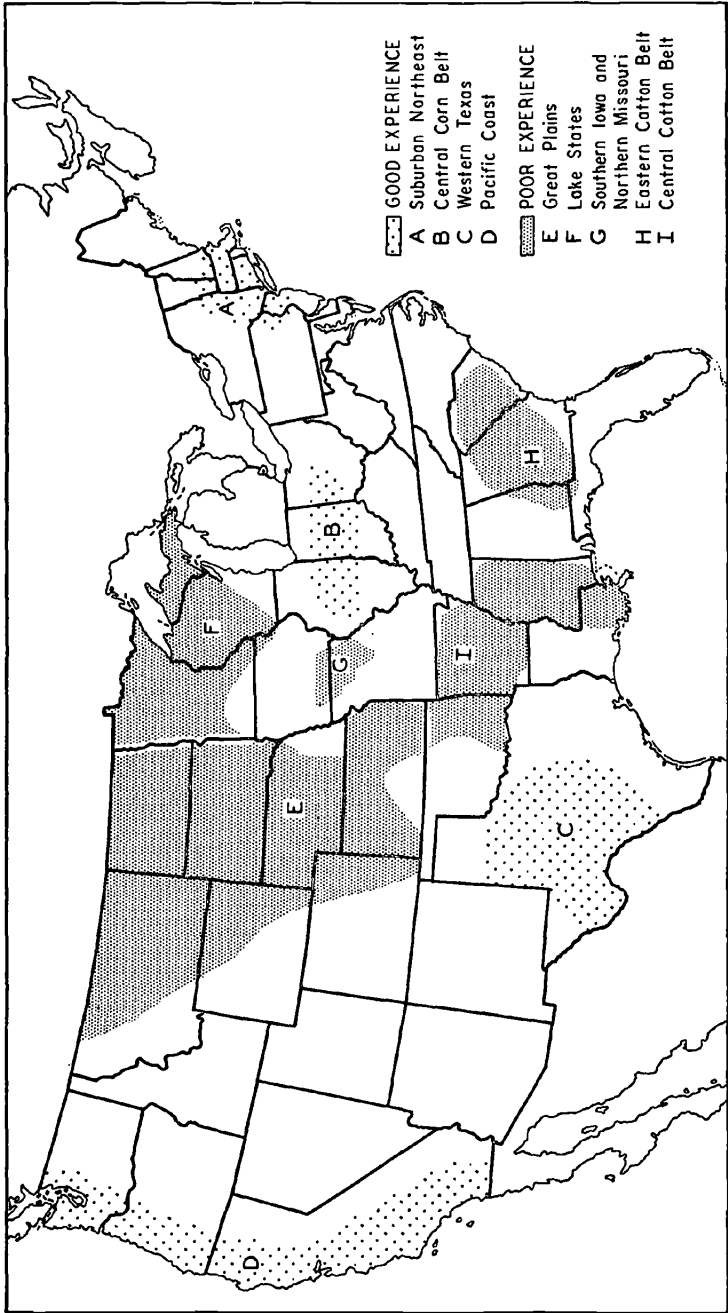 GOOD EXPERIENCE
A Suburban Northeast
B Central Corn Belt
C Western Texas
D Pacific Coast
POOR EXPERIENCE
E Great Plains
F Lake States
G Southern Iowa and
Northern Missouri
H Eastern Cotton Belt
I Central Cotton Belt
A
B
C
D
E
F
G
H
I